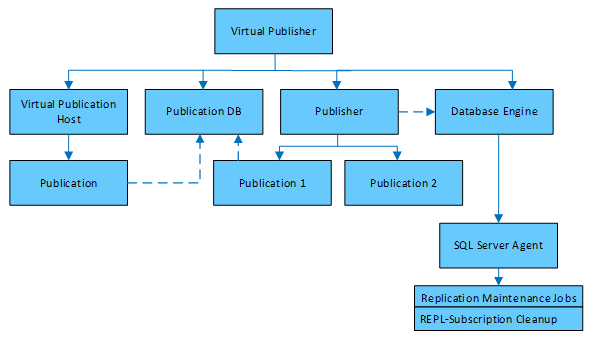 Virtual Publisher
Virtual Publication
Host
Publication DB
Publisher
Database Engine
Publication
Publication 1
Publication 2
SQL Server Agent
Replication Maintenance Jobs
REPL-Subscription Cleanup